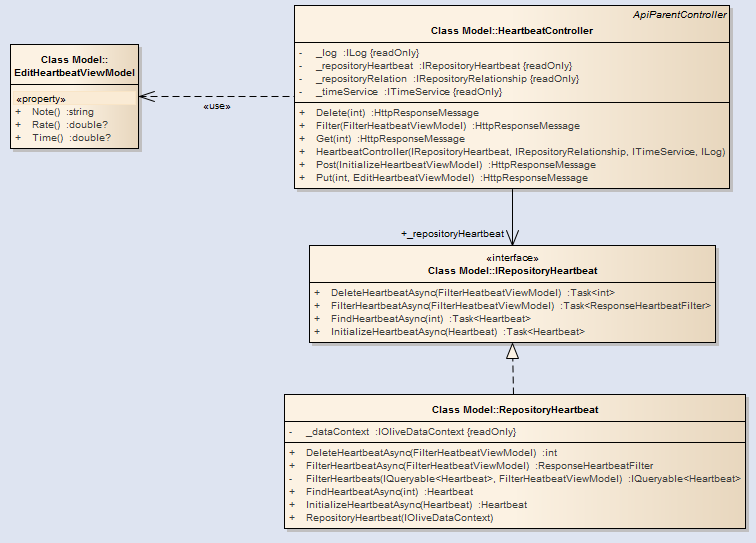 ApiParentController
Class Model::HeartbeatController
- _log :ILog {readOnly}
- _repositoryHeartbeat :IRepositoryHeartbeat {readOnly}
- _repositoryRelation :IRepositoryRelationship {readOnly}
- _timeService :ITimeService {readOnly}
+ Delete(int) :HttpResponseMessage
+ Filter(FilterHeatbeatViewModel) :HttpResponseMessage
+ Get(int) :HttpResponseMessage
+ HeartbeatController(IRepositoryHeartbeat, IRepositoryRelationship, ITimeService, ILog)
+ Post(InitializeHeartbeatViewModel) :HttpResponseMessage
+ Put(int, EditHeartbeatViewModel) :HttpResponseMessage
Class Model::
EditHeartbeatViewModel
«property»
+ Note() :string
+ Rate() :double?
+ Time() :double?
«use»
+_repositoryHeartbeat
«interface»
Class Model::IRepositoryHeartbeat
+ DeleteHeartbeatAsync(FilterHeatbeatViewModel) :Task<int>
+ FilterHeartbeatAsync(FilterHeatbeatViewModel) :Task<ResponseHeartbeatFilter>
+ FindHeartbeatAsync(int) :Task<Heartbeat>
+ InitializeHeartbeatAsync(Heartbeat) :Task<Heartbeat>
Class Model::RepositoryHeartbeat
- _dataContext :IOliveDataContext {readOnly}
+ DeleteHeartbeatAsync(FilterHeatbeatViewModel) :int
+ FilterHeartbeatAsync(FilterHeatbeatViewModel) :ResponseHeartbeatFilter
- FilterHeartbeats(IQueryable<Heartbeat>, FilterHeatbeatViewModel) :IQueryable<Heartbeat>
+ FindHeartbeatAsync(int) :Heartbeat
+ InitializeHeartbeatAsync(Heartbeat) :Heartbeat
+ RepositoryHeartbeat(IOliveDataContext)